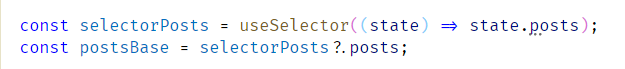 const selectorPosts = useSelector((state) => state.posts);
const postsBase = selectorPosts?.posts;